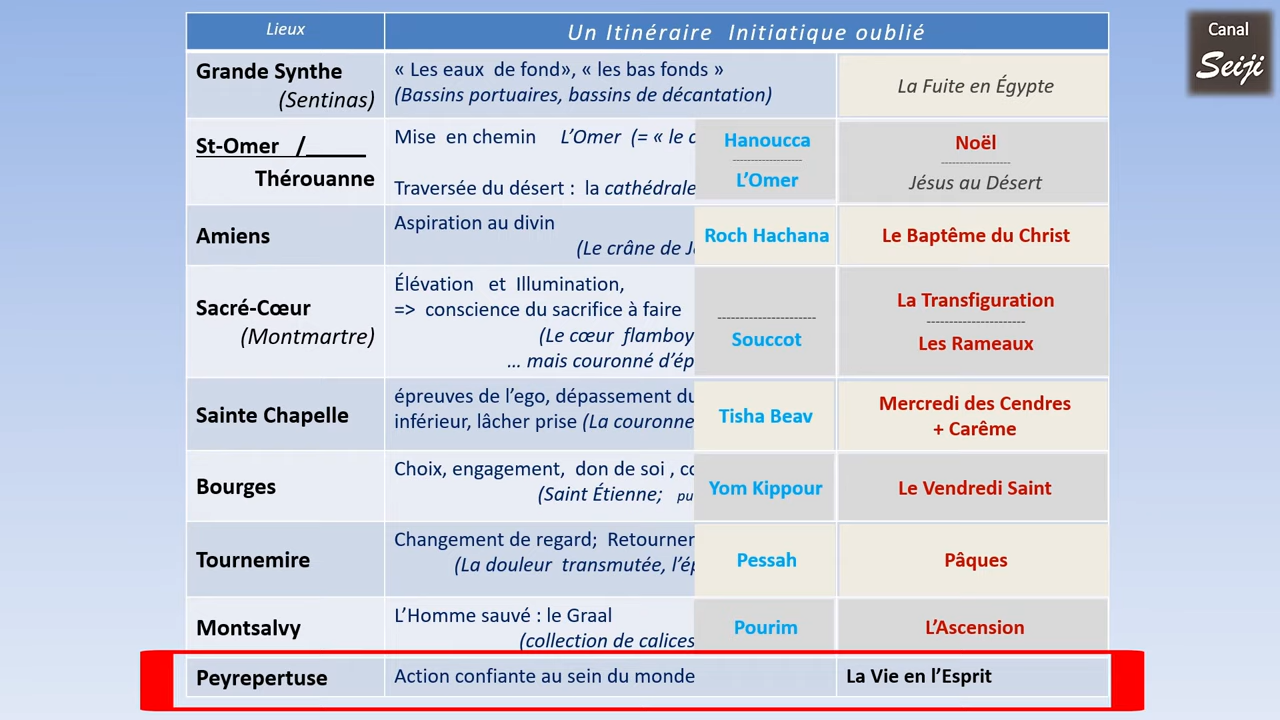 Lieux
Un Itinéraire Initiatique oublié
Canal
Seiji
Grande Synthe
(Sentinas)
« Les eaux de fond», « les bas fonds »
(Bassins portuaires, bassins de décantation)
La Fuite en Égypte
St-Omer /_____
Thérouanne
Mise en chemin L’Omer (= « le
Traversée du désert : la cathédrale
Hanoucca
--------------------
L’Omer
Noël
--------------------
Jésus au Désert
Amiens
Aspiration au divin
(Le crâne de
Roch Hachana
Le Baptême du Christ
Sacré-Cœur
(Montmartre)
Élévation et Illumination,
=> conscience du sacrifice à faire
(Le cœur flamboy
... mais couronné d’ép
----------------------
Souccot
La Transfiguration
----------------------
Les Rameaux
Sainte Chapelle
épreuves de l’ego, dépassement du
inférieur, lâcher prise (La couronne
Tisha Beav
Mercredi des Cendres
+ Carême
Bourges
Choix, engagement, don de soi , co
(Saint Étienne; pu
Yom Kippour
Le Vendredi Saint
Tournemire
Changement de regard; Retourner
(La douleur transmutée, l’ép
Pessah
Pâques
Montsalvy
L’Homme sauvé : le Graal
(collection de calices
Pourim
L’Ascension
Peyrepertuse
Action confiante au sein du monde
La Vie en l’Esprit